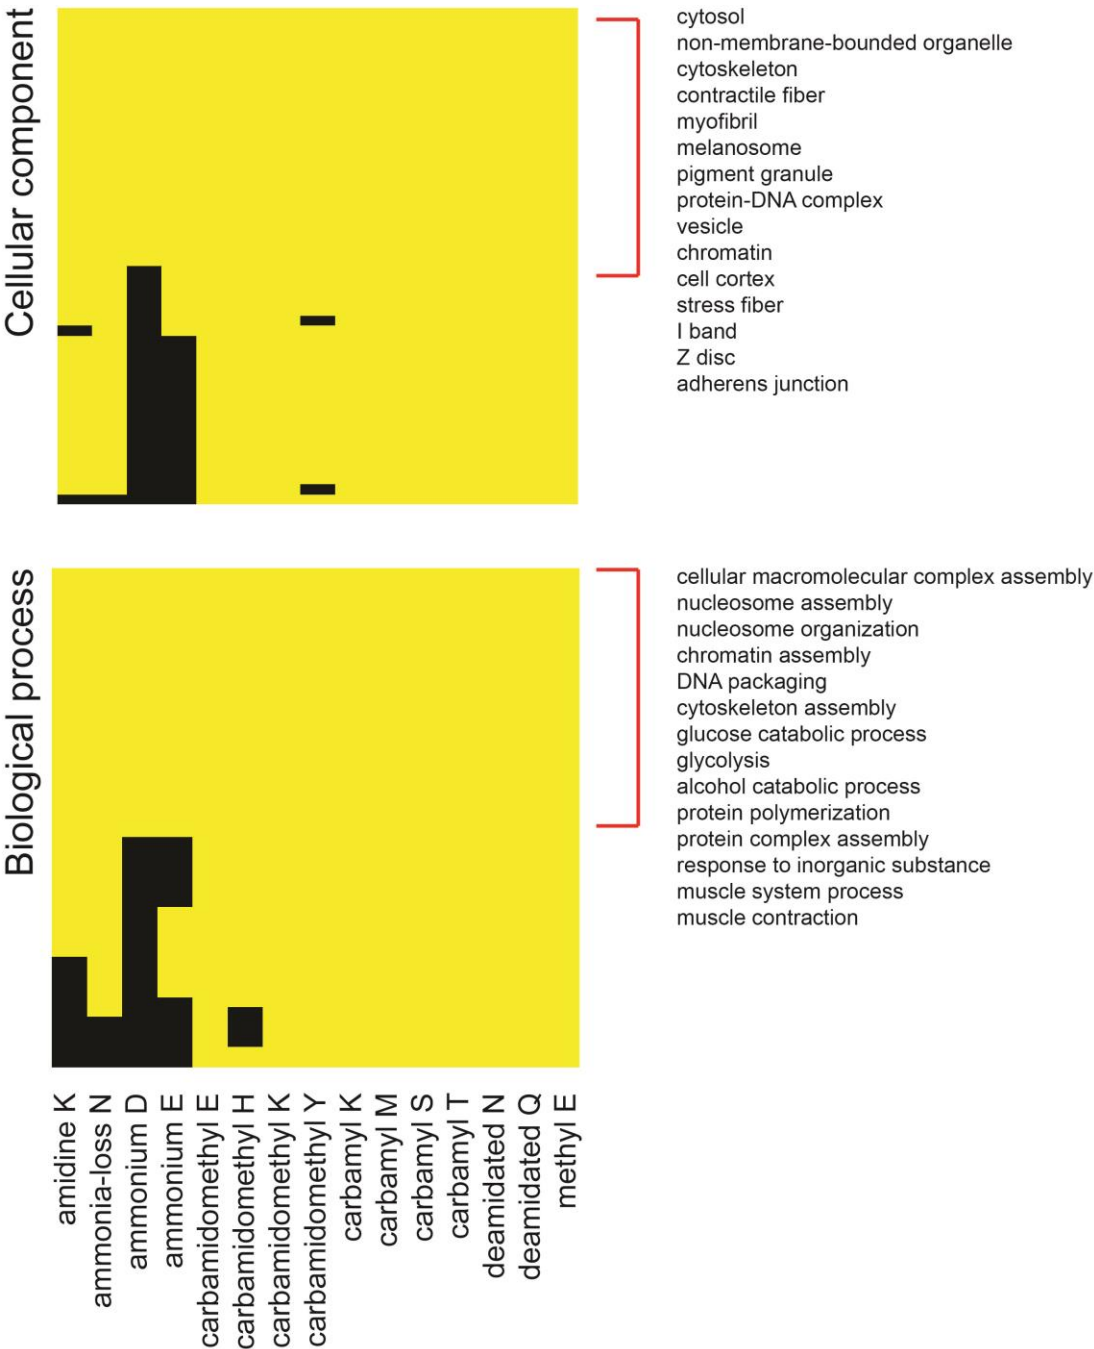 Cellular component
cytosol
non-membrane-bounded organelle
cytoskeleton
contractile fiber
myofibril
melanosome
pigment granule
protein-DNA complex
vesicle
chromatin
cell cortex
stress fiber
I band
Z disc
adherens junction
Biological process
cellular macromolecular complex assembly
nucleosome assembly
nucleosome organization
chromatin assembly
DNA packaging
cytoskeleton assembly
glucose catabolic process
glycolysis
alcohol catabolic process
protein polymerization
protein complex assembly
response to inorganic substance
muscle system process
muscle contraction
amidine K
ammonia-loss N
ammonium D
ammonium E
carbamidomethyl E
carbamidomethyl H
carbamidomethyl K
carbamidomethyl Y
carbamyl K
carbamyl M
carbamyl S
carbamyl T
deamidated N
deamidated Q
methyl E